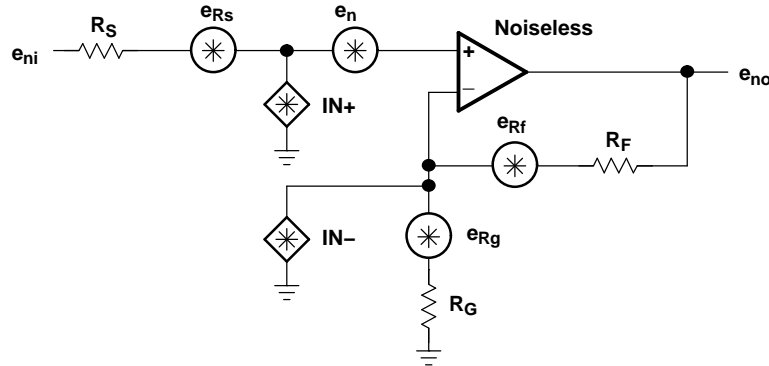 eRs
en
Noiseless
eni
RS
+
eno
−
IN+
eRf
RF
IN−
eRg
RG